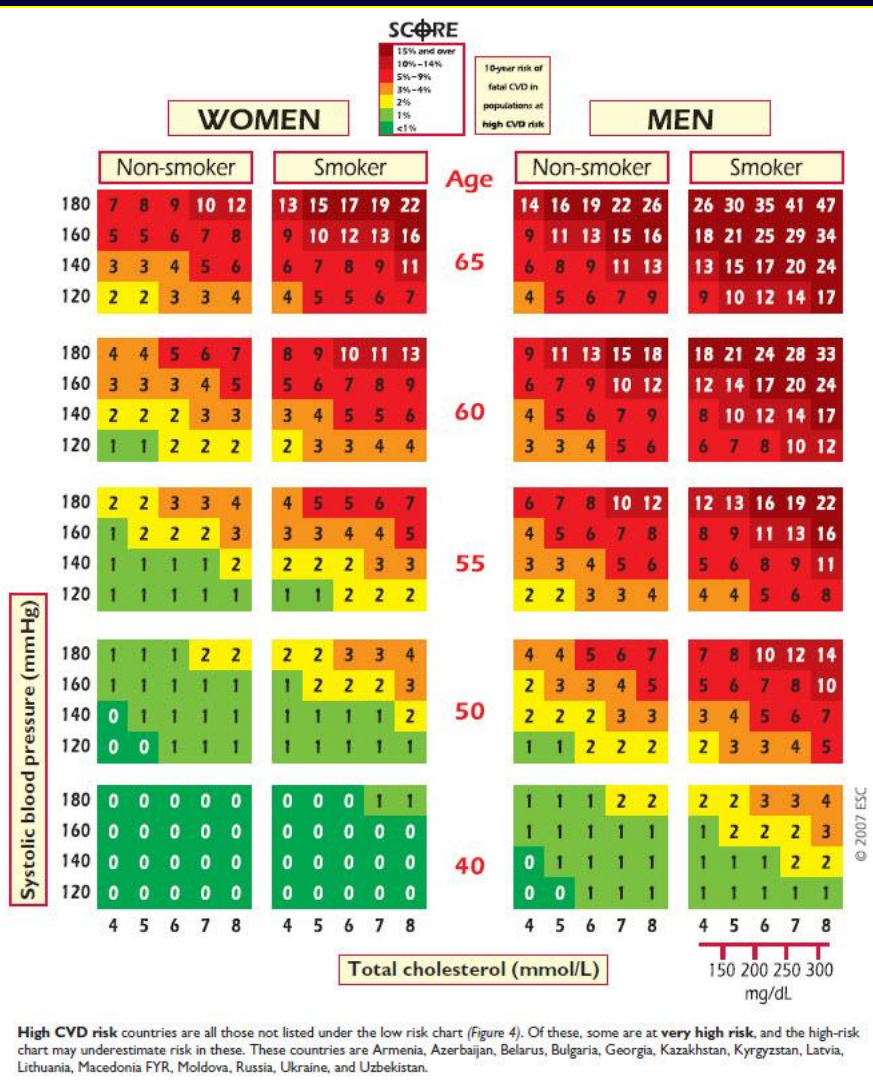 SCORE
15% and over
10%–14%
5%–9%
3%–4%
2%
1%
<1%
10-year risk of
fatal CVD in
populations at
high CVD risk
WOMEN MEN
Non-smoker Smoker Age Non-smoker Smoker
180 7 8 9 10 12 13 15 17 19 22 14 16 19 22 26 26 30 35 41 47
160 5 5 6 7 8 9 10 12 13 16 9 11 13 15 16 18 21 25 29 34
65
140 3 3 4 5 6 6 7 8 9 11 6 8 9 11 13 13 15 17 20 24
120 2 2 3 3 4 4 5 5 6 7 4 5 6 7 9 9 10 12 14 17
180 4 4 5 6 7 8 9 10 11 13 9 11 13 15 18 18 21 24 28 33
160 3 3 3 4 5 5 6 7 8 9 6 7 9 10 12 12 14 17 20 24
60
140 2 2 2 3 3 3 4 5 5 6 4 5 6 7 9 8 10 12 14 17
120 1 1 2 2 2 2 3 3 4 4 3 3 4 5 6 6 7 8 10 12
180 2 2 3 3 4 4 5 5 6 7 6 7 8 10 12 12 13 16 19 22
160 1 2 2 2 3 3 3 4 4 5 4 5 6 7 8 8 9 11 13 16
55
140 1 1 1 1 2 2 2 2 3 3 3 3 4 5 6 5 6 8 9 11
120 1 1 1 1 1 1 1 2 2 2 2 2 3 3 4 4 4 5 6 8
180 1 1 1 2 2 2 2 3 3 4 4 4 5 6 7 7 8 10 12 14
160 1 1 1 1 1 1 2 2 2 3 2 3 3 4 5 5 6 7 8 10
50
140 0 1 1 1 1 1 1 1 1 2 2 2 2 3 3 3 4 5 6 7
120 0 0 1 1 1 1 1 1 1 1 1 1 2 2 2 2 3 3 4 5
180 0 0 0 0 0 0 0 0 1 1 1 1 1 2 2 2 2 3 3 4
160 0 0 0 0 0 0 0 0 0 0 1 1 1 1 1 1 2 2 2 3
40
140 0 0 0 0 0 0 0 0 0 0 0 1 1 1 1 1 1 1 2 2
120 0 0 0 0 0 0 0 0 0 0 0 0 1 1 1 1 1 1 1 1
4 5 6 7 8 4 5 6 7 8 4 5 6 7 8 4 5 6 7 8
Systolic blood pressure (mmHg)
© 2007 ESC
Total cholesterol (mmol/L)
150 200 250 300
mg/dL
High CVD risk countries are all those not listed under the low risk chart (Figure 4). Of these, some are at very high risk, and the high-risk
chart may underestimate risk in these. These countries are Armenia, Azerbaijan, Belarus, Bulgaria, Georgia, Kazakhstan, Kyrgyzstan, Latvia,
Lithuania, Macedonia FYR, Moldova, Russia, Ukraine, and Uzbekistan.